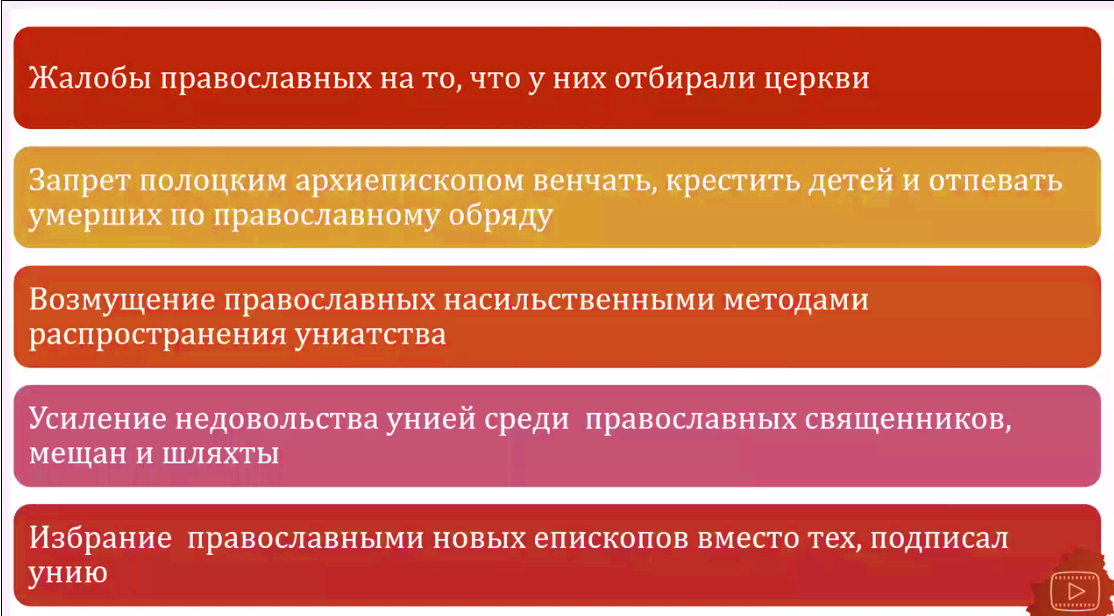 Жалобы православных на то, что у них отбирали церкви
Запрет полоцким архиепископом венчать, крестить детей и отпевать
умерших по православному обряду
Возмущение православных насильственными методами
распространения униатства
Усиление недовольства унией среди  православных священников,
мещан и шляхты
Избрание  православными новых епископов вместо тех, подписал
унию